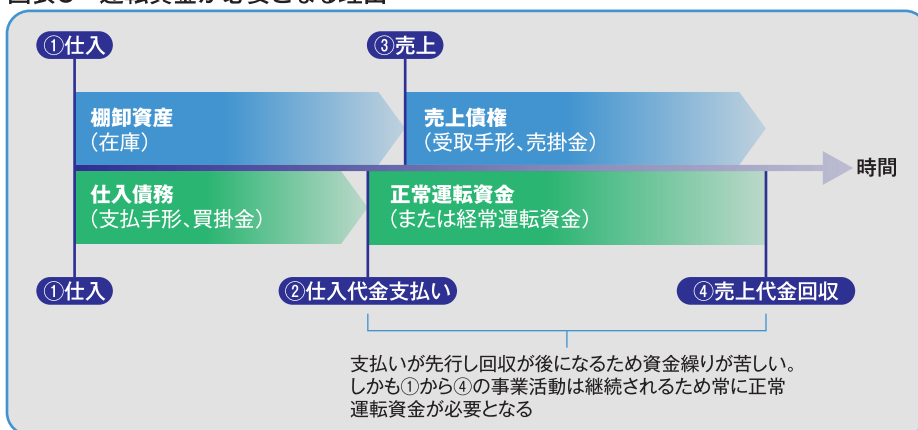 ①仕入
③売上
棚卸資産
（在庫）
売上債権
（受取手形、売掛金）
時間
仕入債務
（支払手形、買掛金）
正常運転資金
（または経常運転資金）
①仕入
②仕入代金支払い
④売上代金回収
支払いが先行し回収が後になるため資金繰りが苦しい。
しかも①から④の事業活動は継続されるため常に正常
運転資金が必要となる